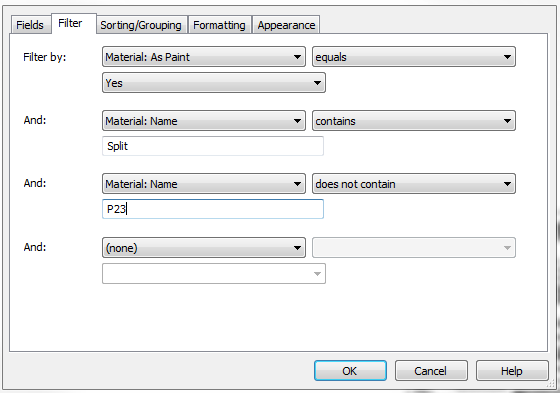 Fields Filter Sorting/Grouping Formatting Appearance
Filter by: Material: As Paint equals
Yes
And: Material: Name contains
Split
And: Material: Name does not contain
P23
And: (none)
OK Cancel Help